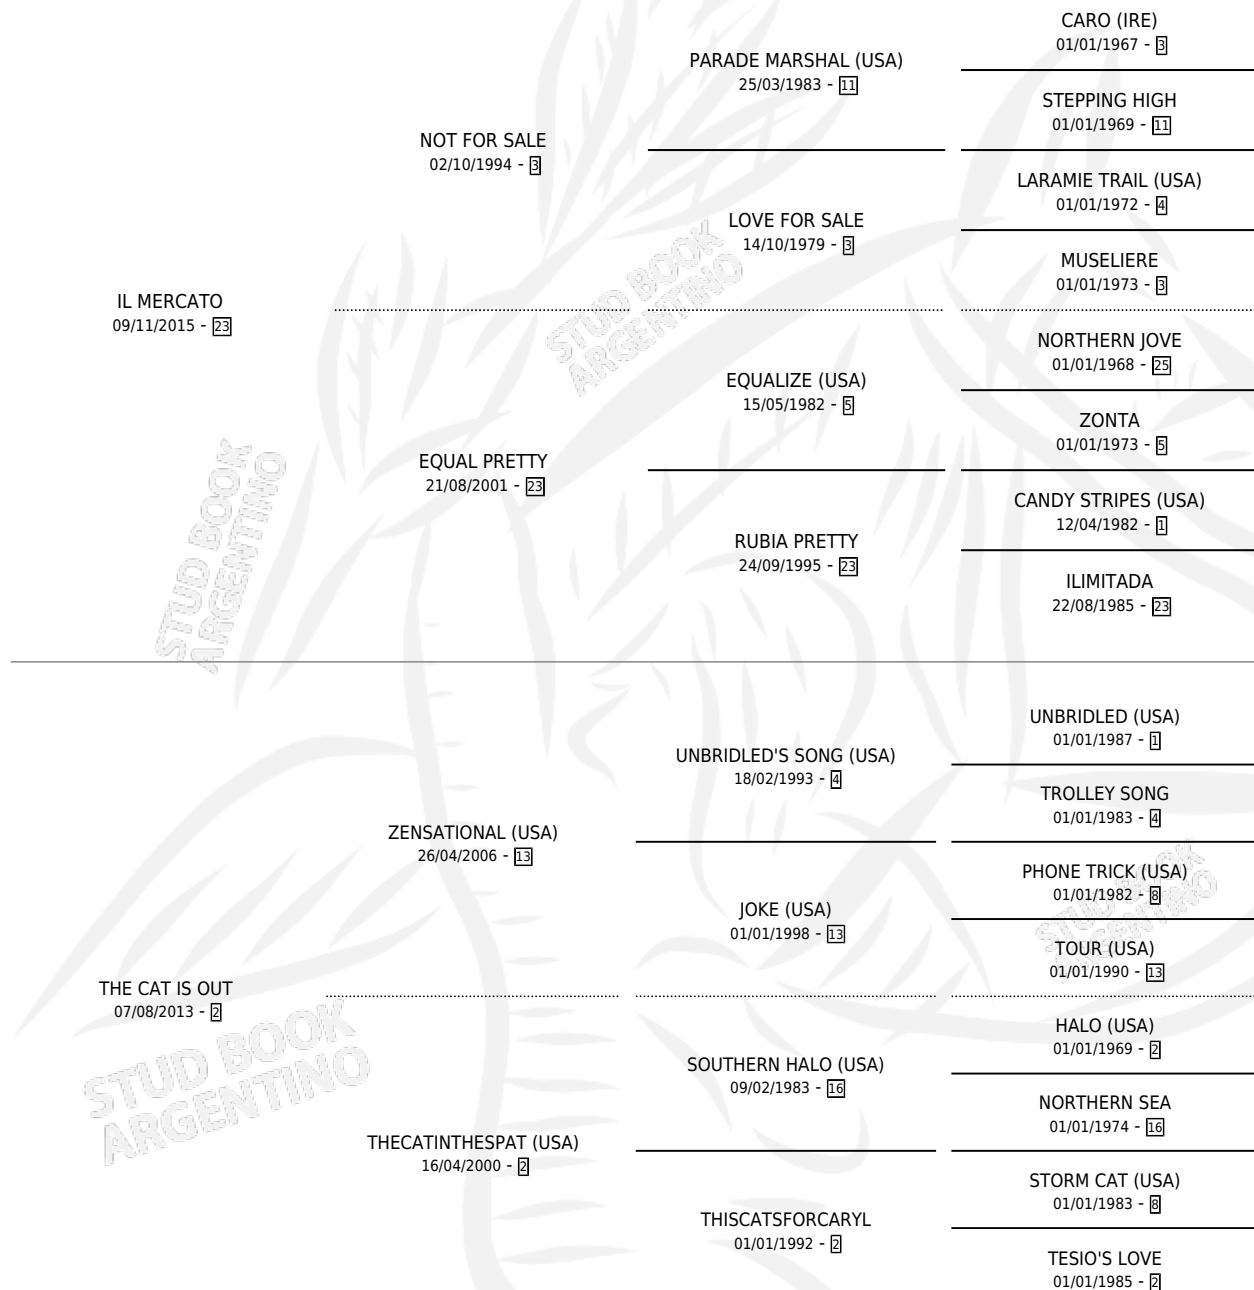 CARO (IRE)
01/01/1967 - 3
PARADE MARSHAL (USA)
25/03/1983 - 11
STEPPING HIGH
01/01/1969 - 11
NOT FOR SALE
02/10/1994 - 3
LARAMIE TRAIL (USA)
01/01/1972 - 4
LOVE FOR SALE
14/10/1979 - 3
MUSELIERE
01/01/1973 - 3
IL MERCATO
09/11/2015 - 23
NORTHERN JOVE
01/01/1968 - 25
EQUALIZE (USA)
15/05/1982 - 5
ZONTA
01/01/1973 - 5
EQUAL PRETTY
21/08/2001 - 23
CANDY STRIPES (USA)
12/04/1982 - 1
RUBIA PRETTY
24/09/1995 - 23
ILIMITADA
22/08/1985 - 23
STUD BOOK
ARGENTINO
STUD BOOK
ARGENTINO
UNBRIDLED (USA)
01/01/1987 - 1
UNBRIDLED'S SONG (USA)
18/02/1993 - 4
TROLLEY SONG
01/01/1983 - 4
ZENSATIONAL (USA)
26/04/2006 - 13
PHONE TRICK (USA)
01/01/1982 - 8
JOKE (USA)
01/01/1998 - 13
TOUR (USA)
01/01/1990 - 13
STUD BOOK
ARGENTINO
THE CAT IS OUT
07/08/2013 - 2
HALO (USA)
01/01/1969 - 2
SOUTHERN HALO (USA)
09/02/1983 - 16
NORTHERN SEA
01/01/1974 - 16
THECATINTHESPAT (USA)
16/04/2000 - 2
STORM CAT (USA)
01/01/1983 - 8
THISCATSFORCARYL
01/01/1992 - 2
TESIO'S LOVE
01/01/1985 - 2
STUD BOOK
ARGENTINO